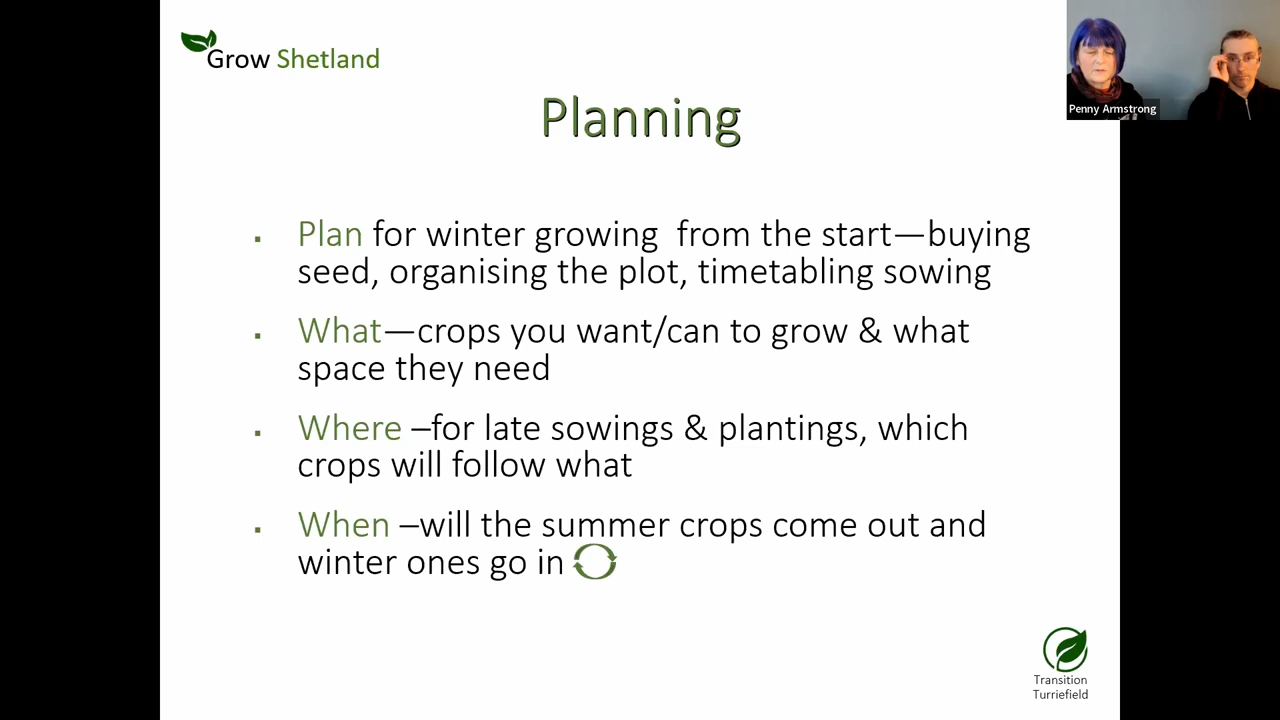 Grow Shetland
Penny Armstrong
Planning
Plan for winter growing  from the start—buying
seed, organising the plot, timetabling sowing
What—crops you want/can to grow & what
space they need
Where –for late sowings & plantings, which
crops will follow what
When –will the summer crops come out and
winter ones go in
Transition
Turriefield